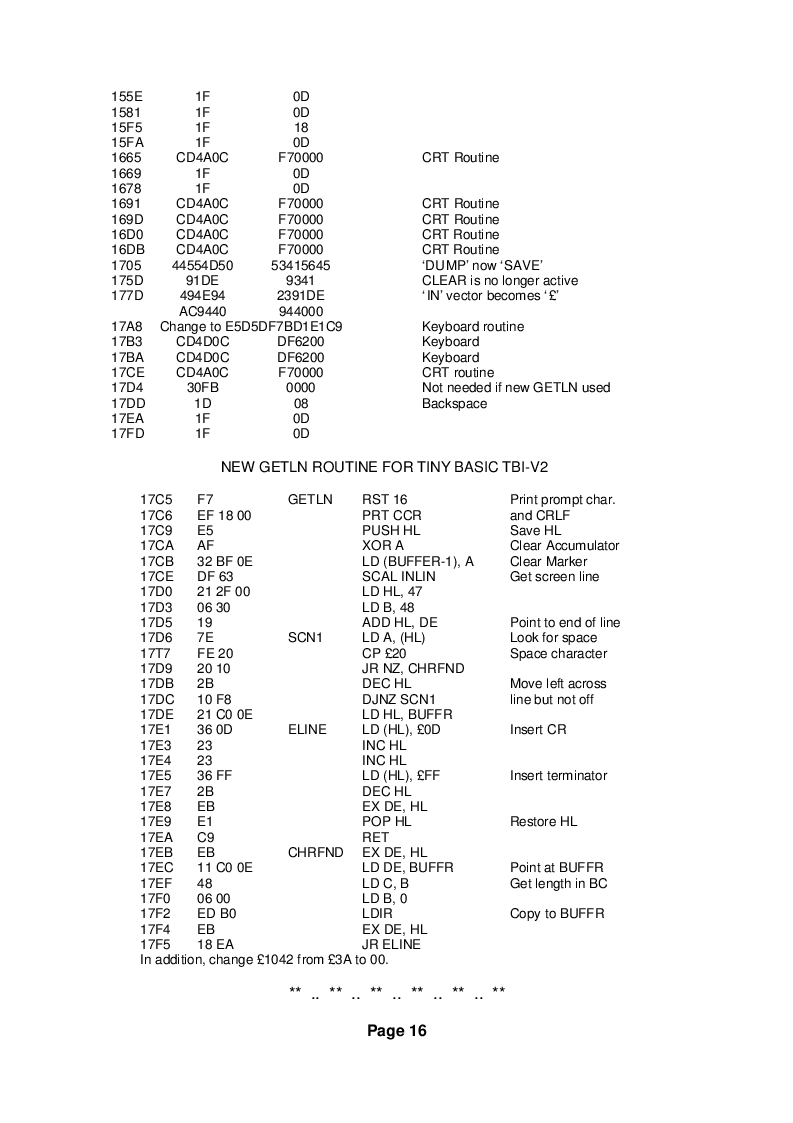 155E 1F 0D
1581 1F 0D
15F5 1F 18
15FA 1F 0D
1665 CD4A0C F70000 CRT Routine
1669 1F 0D
1678 1F 0D
1691 CD4A0C F70000 CRT Routine
169D CD4A0C F70000 CRT Routine
16D0 CD4A0C F70000 CRT Routine
16DB CD4A0C F70000 CRT Routine
1705 44554D50 53415645 ‘DUMP’ now ‘SAVE’
175D 91DE 9341 CLEAR is no longer active
177D 494E94 2391DE ‘IN’ vector becomes ‘£’
AC9440 944000
17A8 Change to E5D5DF7BD1E1C9 Keyboard routine
17B3 CD4D0C DF6200 Keyboard
17BA CD4D0C DF6200 Keyboard
17CE CD4A0C F70000 CRT routine
17D4 30FB 0000 Not needed if new GETLN used
17DD 1D 08 Backspace
17EA 1F 0D
17FD 1F 0D
NEW GETLN ROUTINE FOR TINY BASIC TBI-V2
17C5 F7 GETLN RST 16 Print prompt char.
17C6 EF 18 00 PRT CCR and CRLF
17C9 E5 PUSH HL Save HL
17CA AF XOR A Clear Accumulator
17CB 32 BF 0E LD (BUFFER-1), A Clear Marker
17CE DF 63 SCAL INLIN Get screen line
17D0 21 2F 00 LD HL, 47
17D3 06 30 LD B, 48
17D5 19 ADD HL, DE Point to end of line
17D6 7E SCN1 LD A, (HL) Look for space
17T7 FE 20 CP £20 Space character
17D9 20 10 JR NZ, CHRFND
17DB 2B DEC HL Move left across
17DC 10 F8 DJNZ SCN1 line but not off
17DE 21 C0 0E LD HL, BUFFR
17E1 36 0D ELINE LD (HL), £0D Insert CR
17E3 23 INC HL
17E4 23 INC HL
17E5 36 FF LD (HL), £FF Insert terminator
17E7 2B DEC HL
17E8 EB EX DE, HL
17E9 E1 POP HL Restore HL
17EA C9 RET
17EB EB CHRFND EX DE, HL
17EC 11 C0 0E LD DE, BUFFR Point at BUFFR
17EF 48 LD C, B Get length in BC
17F0 06 00 LD B, 0
17F2 ED B0 LDIR Copy to BUFFR
17F4 EB EX DE, HL
17F5 18 EA JR ELINE
In addition, change £1042 from £3A to 00.
** .. ** .. ** .. ** .. ** .. **
Page 16